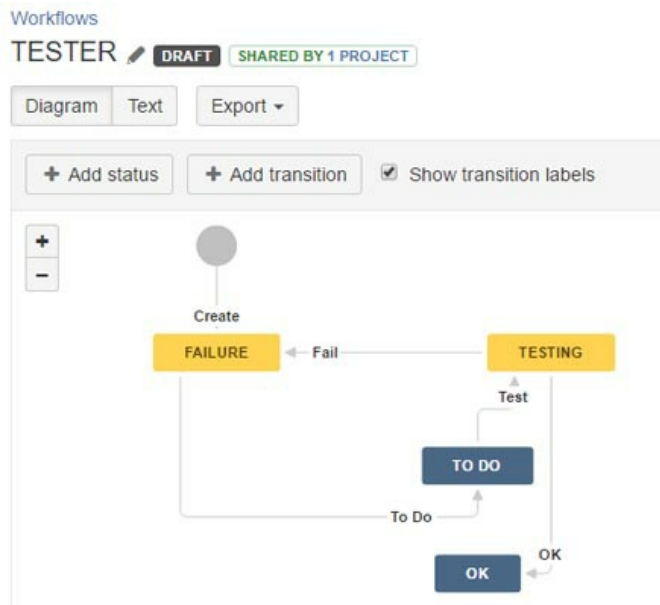 Workflows
TESTER DRAFT SHARED BY 1 PROJECT
Diagram Text Export
+ Add status + Add transition Show transition labels
+
−
Create
FAILURE Fail TESTING
Test
TO DO
To Do
OK
OK